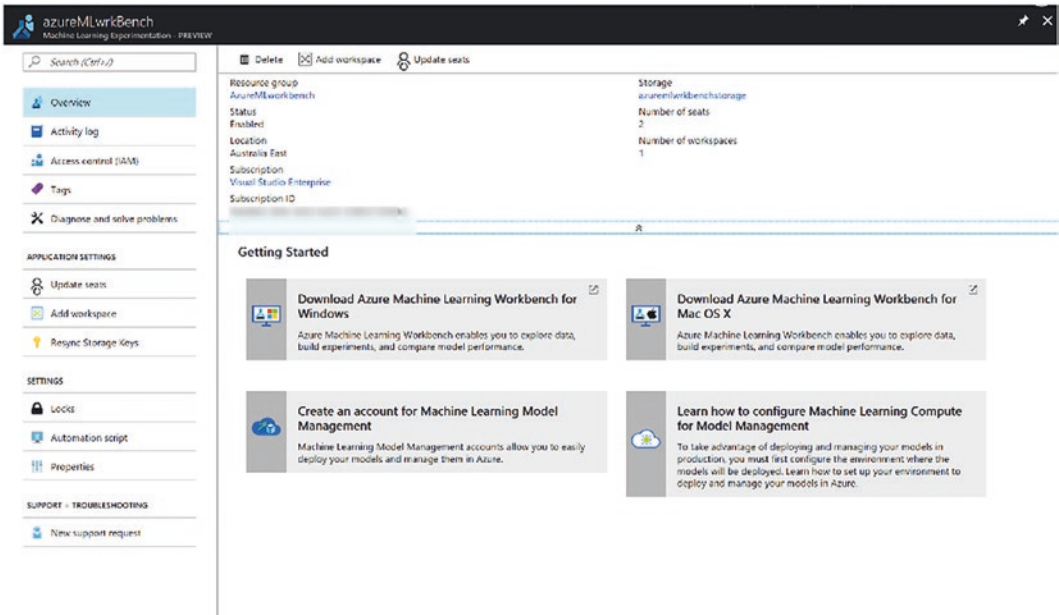 azureMLwrkBench
Machine Learning Experimentation - PREVIEW
Search (Ctrl+/)
Overview
Activity log
Access control (IAM)
Tags
Diagnose and solve problems
APPLICATION SETTINGS
Update seats
Add workspace
Resync Storage Keys
SETTINGS
Locks
Automation script
Properties
SUPPORT + TROUBLESHOOTING
New support request
Delete
Add workspace
Update seats
Resource group
AzureMLworkbench
Status
Enabled
Location
Australia East
Subscription
Visual Studio Enterprise
Subscription ID
Storage
azuremlwrkbenchstorage
Number of seats
2
Number of workspaces
1
Getting Started
Download Azure Machine Learning Workbench for
Windows
Azure Machine Learning Workbench enables you to explore data,
build experiments, and compare model performance.
Download Azure Machine Learning Workbench for
Mac OS X
Azure Machine Learning Workbench enables you to explore data,
build experiments, and compare model performance.
Create an account for Machine Learning Model
Management
Machine Learning Model Management accounts allow you to easily
deploy your models and manage them in Azure.
Learn how to configure Machine Learning Compute
for Model Management
To take advantage of deploying and managing your models in
production, you must first configure the environment where the
models will be deployed. Learn how to set up your environment to
deploy and manage your models in Azure.